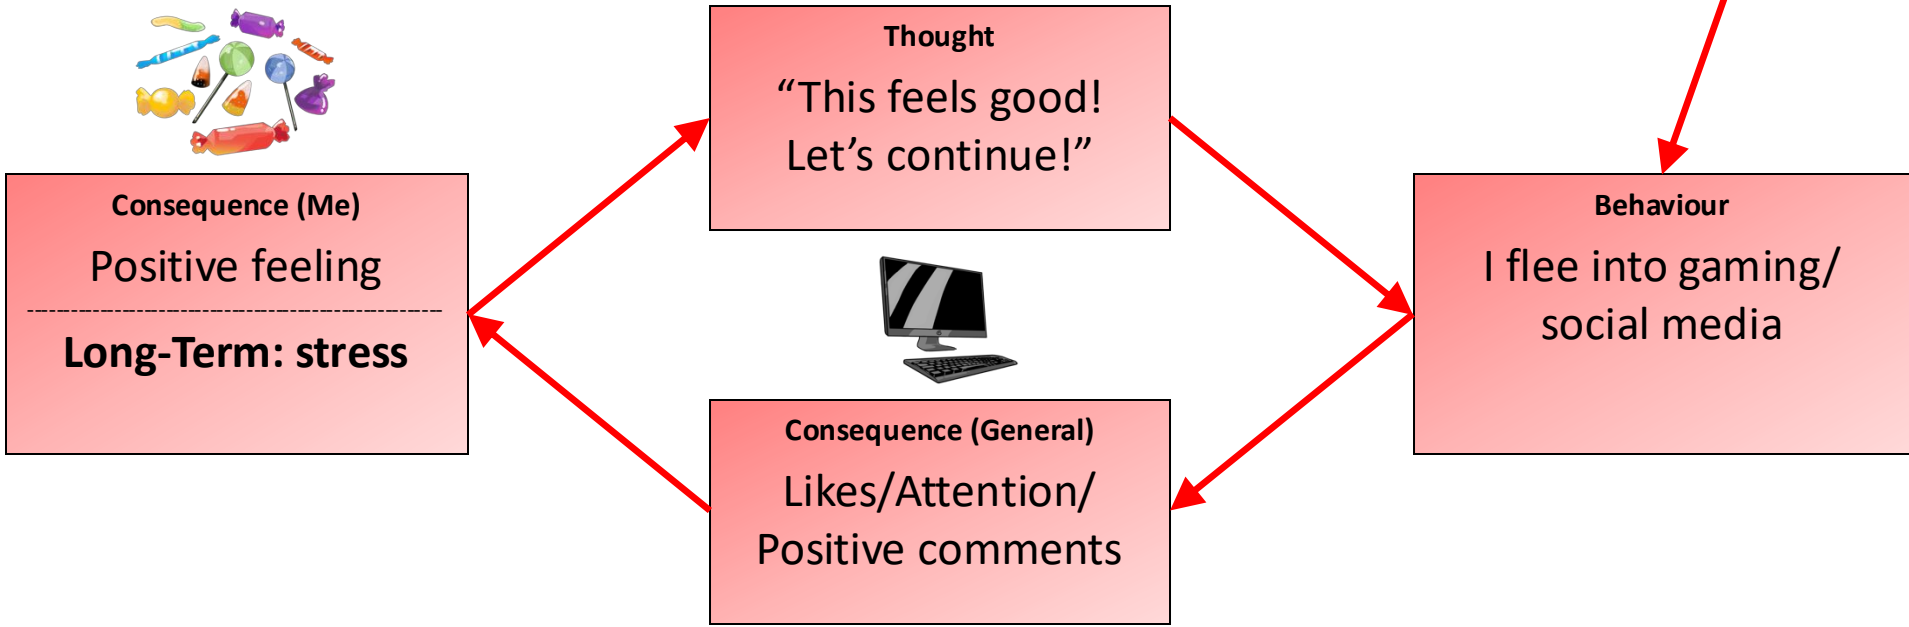 Thought
“This feels good!
Let’s continue!”
Consequence (Me)
Positive feeling
Long-Term: stress
Behaviour
I flee into gaming/
social media
Consequence (General)
Likes/Attention/
Positive comments